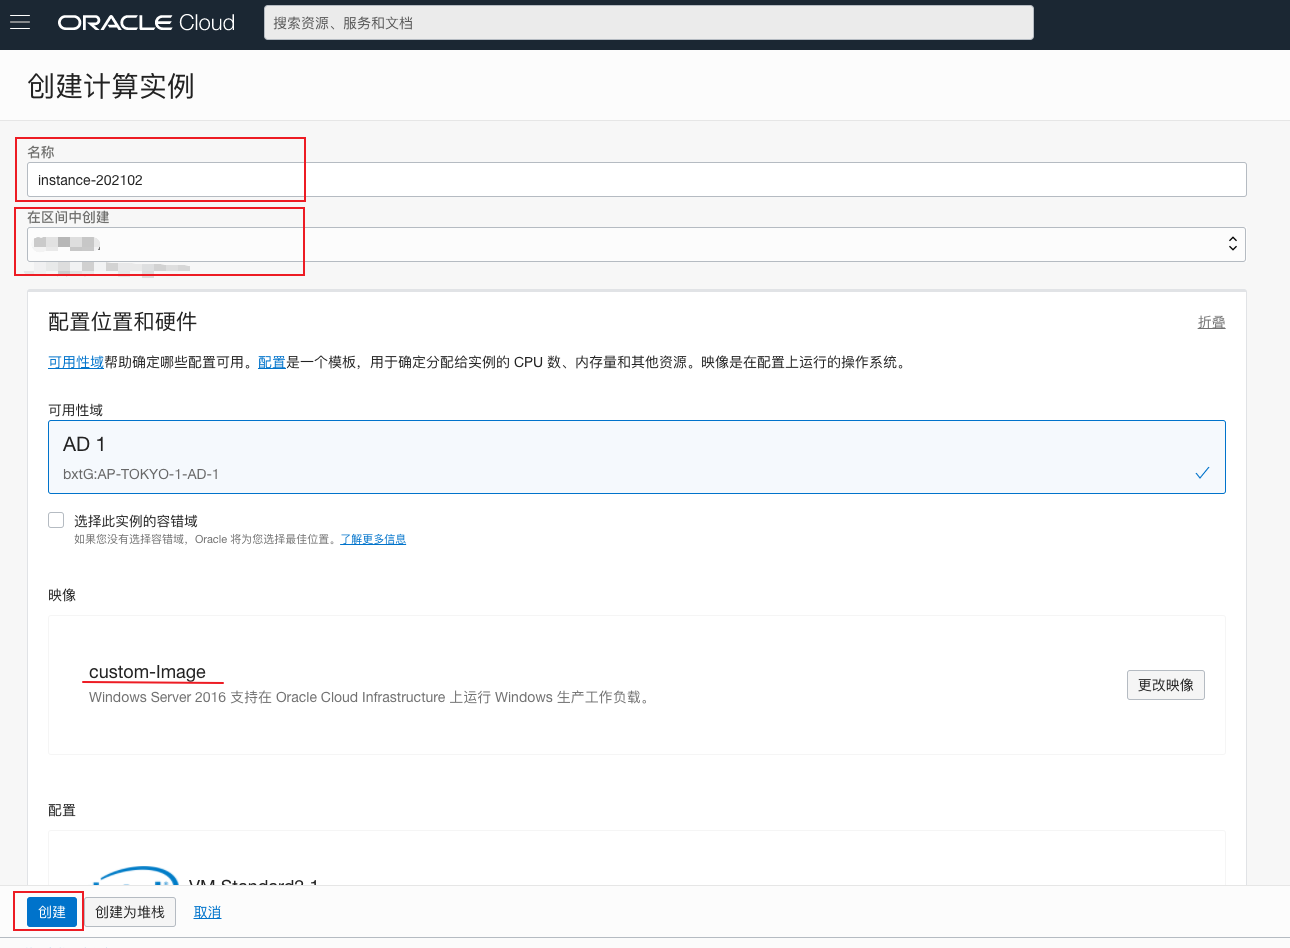 ORACLE Cloud
搜索资源、服务和文档
创建计算实例
名称
instance-202102
在区间中创建
配置位置和硬件
折叠
可用性域帮助确定哪些配置可用。配置是一个模板，用于确定分配给实例的 CPU 数、内存量和其他资源。映像是在配置上运行的操作系统。
可用性域
AD 1
bxtG:AP-TOKYO-1-AD-1
选择此实例的容错域
如果您没有选择容错域，Oracle 将为您选择最佳位置。了解更多信息
映像
custom-Image
Windows Server 2016 支持在 Oracle Cloud Infrastructure 上运行 Windows 生产工作负载。
更改映像
配置
创建
创建为堆栈
取消